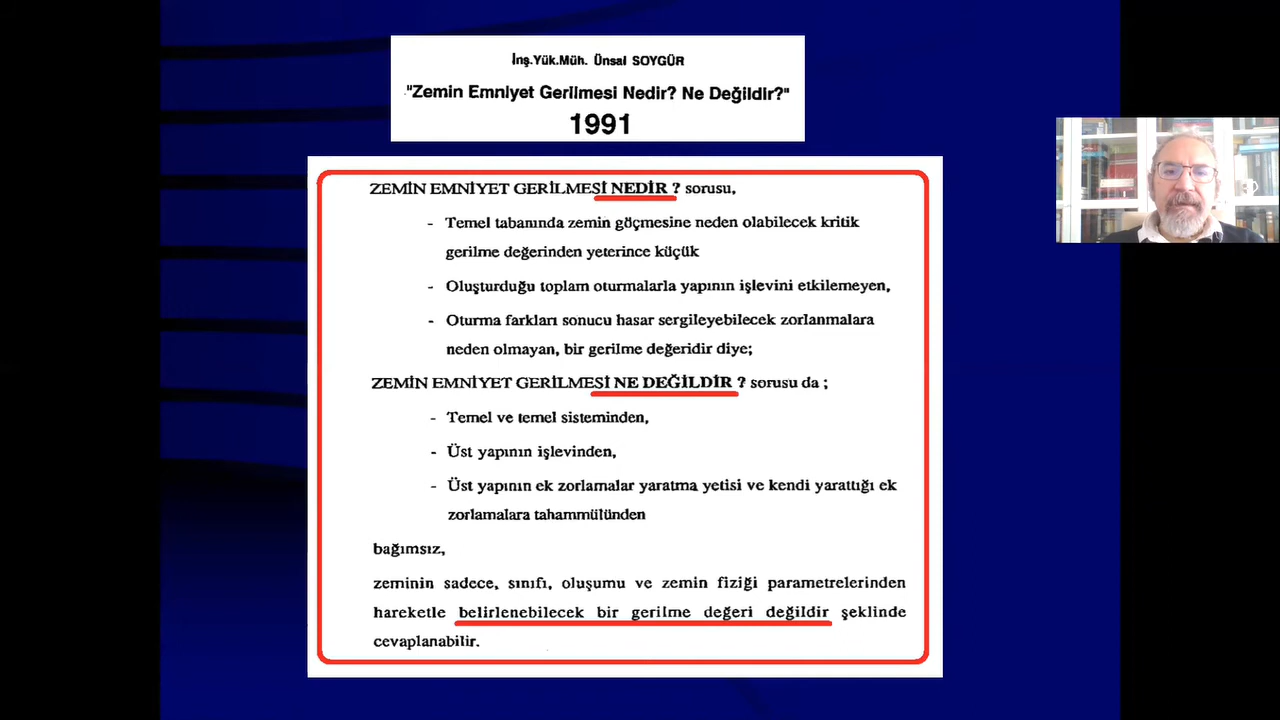 İnş.Yük.Müh. Ünsal SOYGÜR
"Zemin Emniyet Gerilmesi Nedir? Ne Değildir?"
1991
ZEMİN EMNİYET GERİLMESİ NEDİR ? sorusu,
- Temel tabanında zemin göçmesine neden olabilecek kritik
gerilme değerinden yeterince küçük
- Oluşturduğu toplam oturmalarla yapının işlevini etkilemeyen,
- Oturma farkları sonucu hasar sergileyebilecek zorlanmalara
neden olmayan, bir gerilme değeridir diye;
ZEMİN EMNİYET GERİLMESİ NE DEĞİLDİR ? sorusu da ;
- Temel ve temel sisteminden,
- Üst yapının işlevinden,
- Üst yapının ek zorlamalar yaratma yetisi ve kendi yarattığı ek
zorlamalara tahammülünden
bağımsız,
zeminin sadece, sınıfı, oluşumu ve zemin fiziği parametrelerinden
hareketle belirlenebilecek bir gerilme değeri değildir şeklinde
cevaplanabilir.